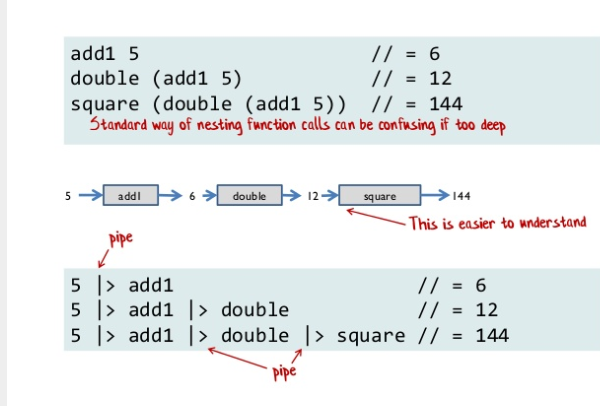 add1 5 // = 6
double (add1 5) // = 12
square (double (add1 5)) // = 144
Standard way of nesting function calls can be confusing if too deep
5 add1 6 double 12 square 144
This is easier to understand
pipe
5 |> add1 // = 6
5 |> add1 |> double // = 12
5 |> add1 |> double |> square // = 144
pipe